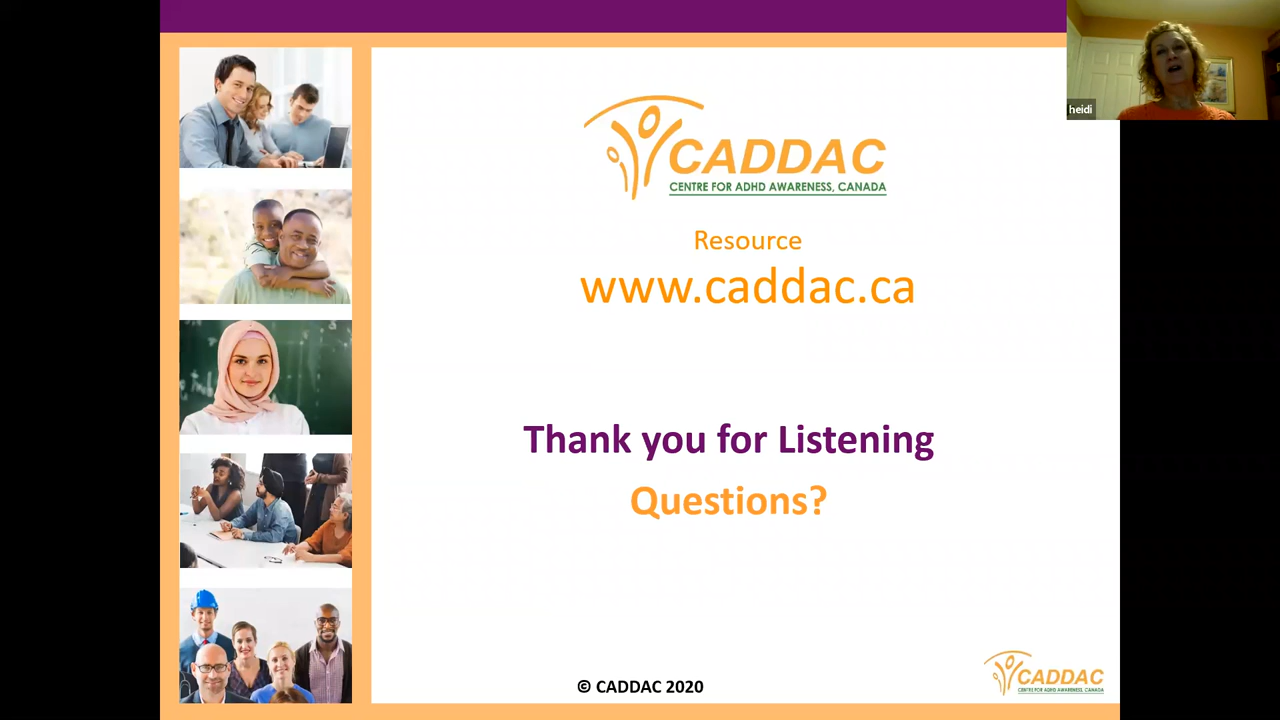 heidi
CADDAC
CENTRE FOR ADHD AWARENESS, CANADA
Resource
www.caddac.ca
Thank you for Listening
Questions?
© CADDAC 2020
CADDAC
CENTRE FOR ADHD AWARENESS, CANADA